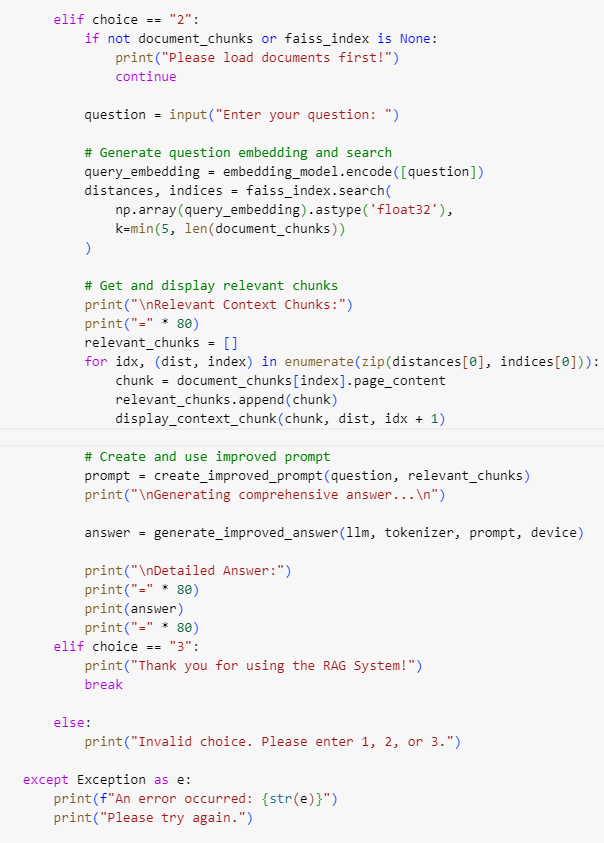 elif choice == "2":
    if not document_chunks or faiss_index is None:
        print("Please load documents first!")
        continue

    question = input("Enter your question: ")

    # Generate question embedding and search
    query_embedding = embedding_model.encode([question])
    distances, indices = faiss_index.search(
        np.array(query_embedding).astype('float32'),
        k=min(5, len(document_chunks))
    )

    # Get and display relevant chunks
    print("\nRelevant Context Chunks:")
    print("=" * 80)
    relevant_chunks = []
    for idx, (dist, index) in enumerate(zip(distances[0], indices[0])):
        chunk = document_chunks[index].page_content
        relevant_chunks.append(chunk)
        display_context_chunk(chunk, dist, idx + 1)

    # Create and use improved prompt
    prompt = create_improved_prompt(question, relevant_chunks)
    print("\nGenerating comprehensive answer...\n")

    answer = generate_improved_answer(llm, tokenizer, prompt, device)

    print("\nDetailed Answer:")
    print("=" * 80)
    print(answer)
    print("=" * 80)
elif choice == "3":
    print("Thank you for using the RAG System!")
    break

else:
    print("Invalid choice. Please enter 1, 2, or 3.")

except Exception as e:
    print(f"An error occurred: {str(e)}")
    print("Please try again.")